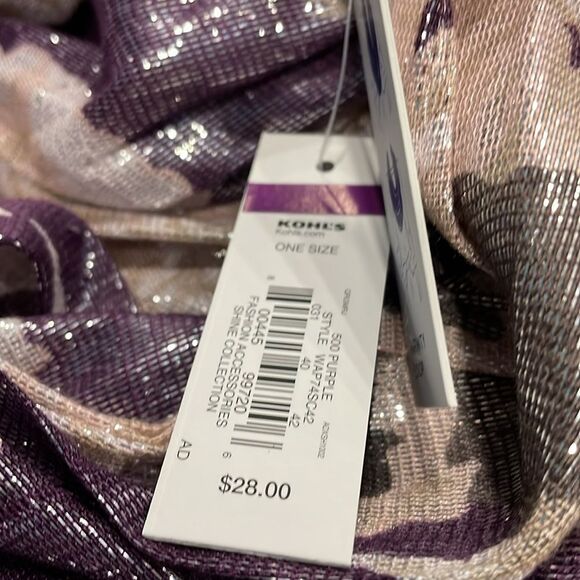 KOHL'S
Kohls.com
ONE SIZE
500 PURPLE
STYLE WAP74SC42
031 40 42
8 00445 99720 6
FASHION ACCESSORIES
SHINE COLLECTION
AD
$28.00